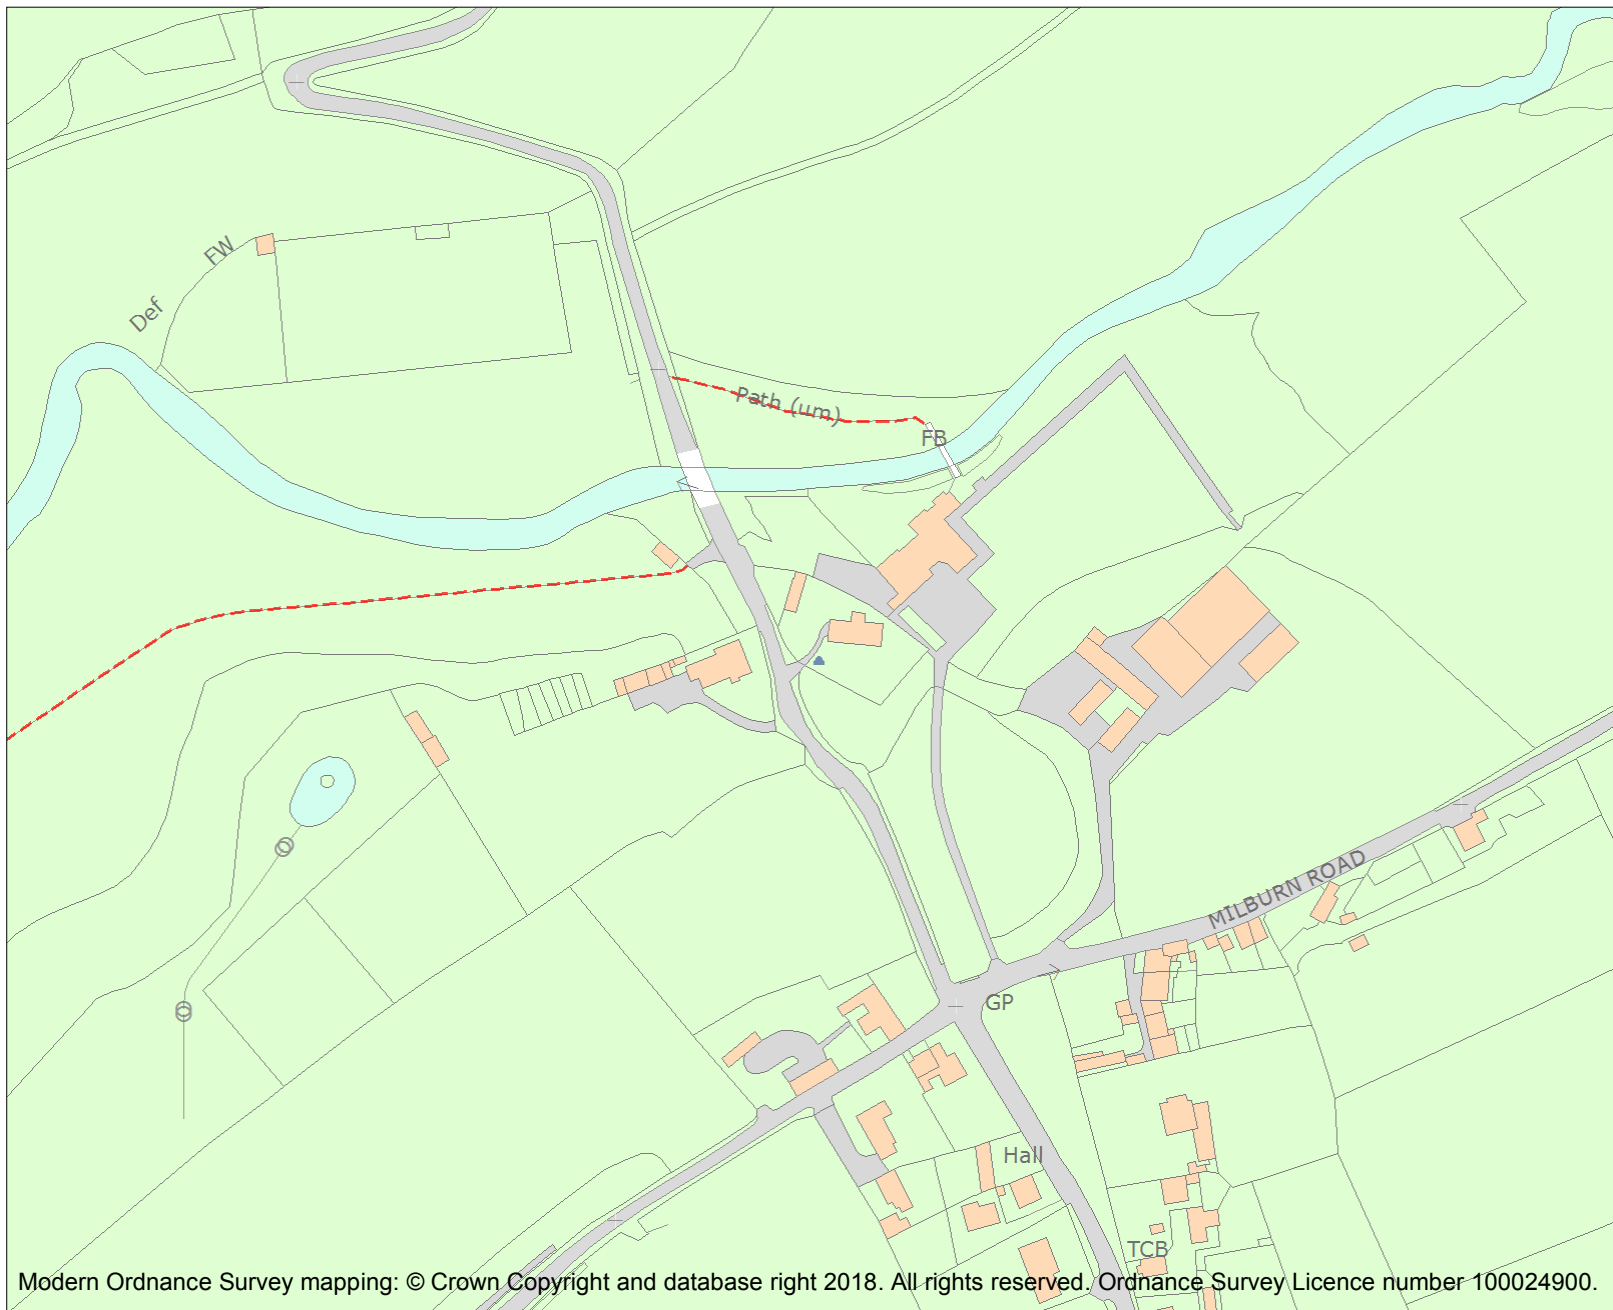 FW
Def
Path (um)
FB
MILBURN ROAD
GP
Hall
TCB
Modern Ordnance Survey mapping: © Crown Copyright and database right 2018. All rights reserved. Ordnance Survey Licence number 100024900.